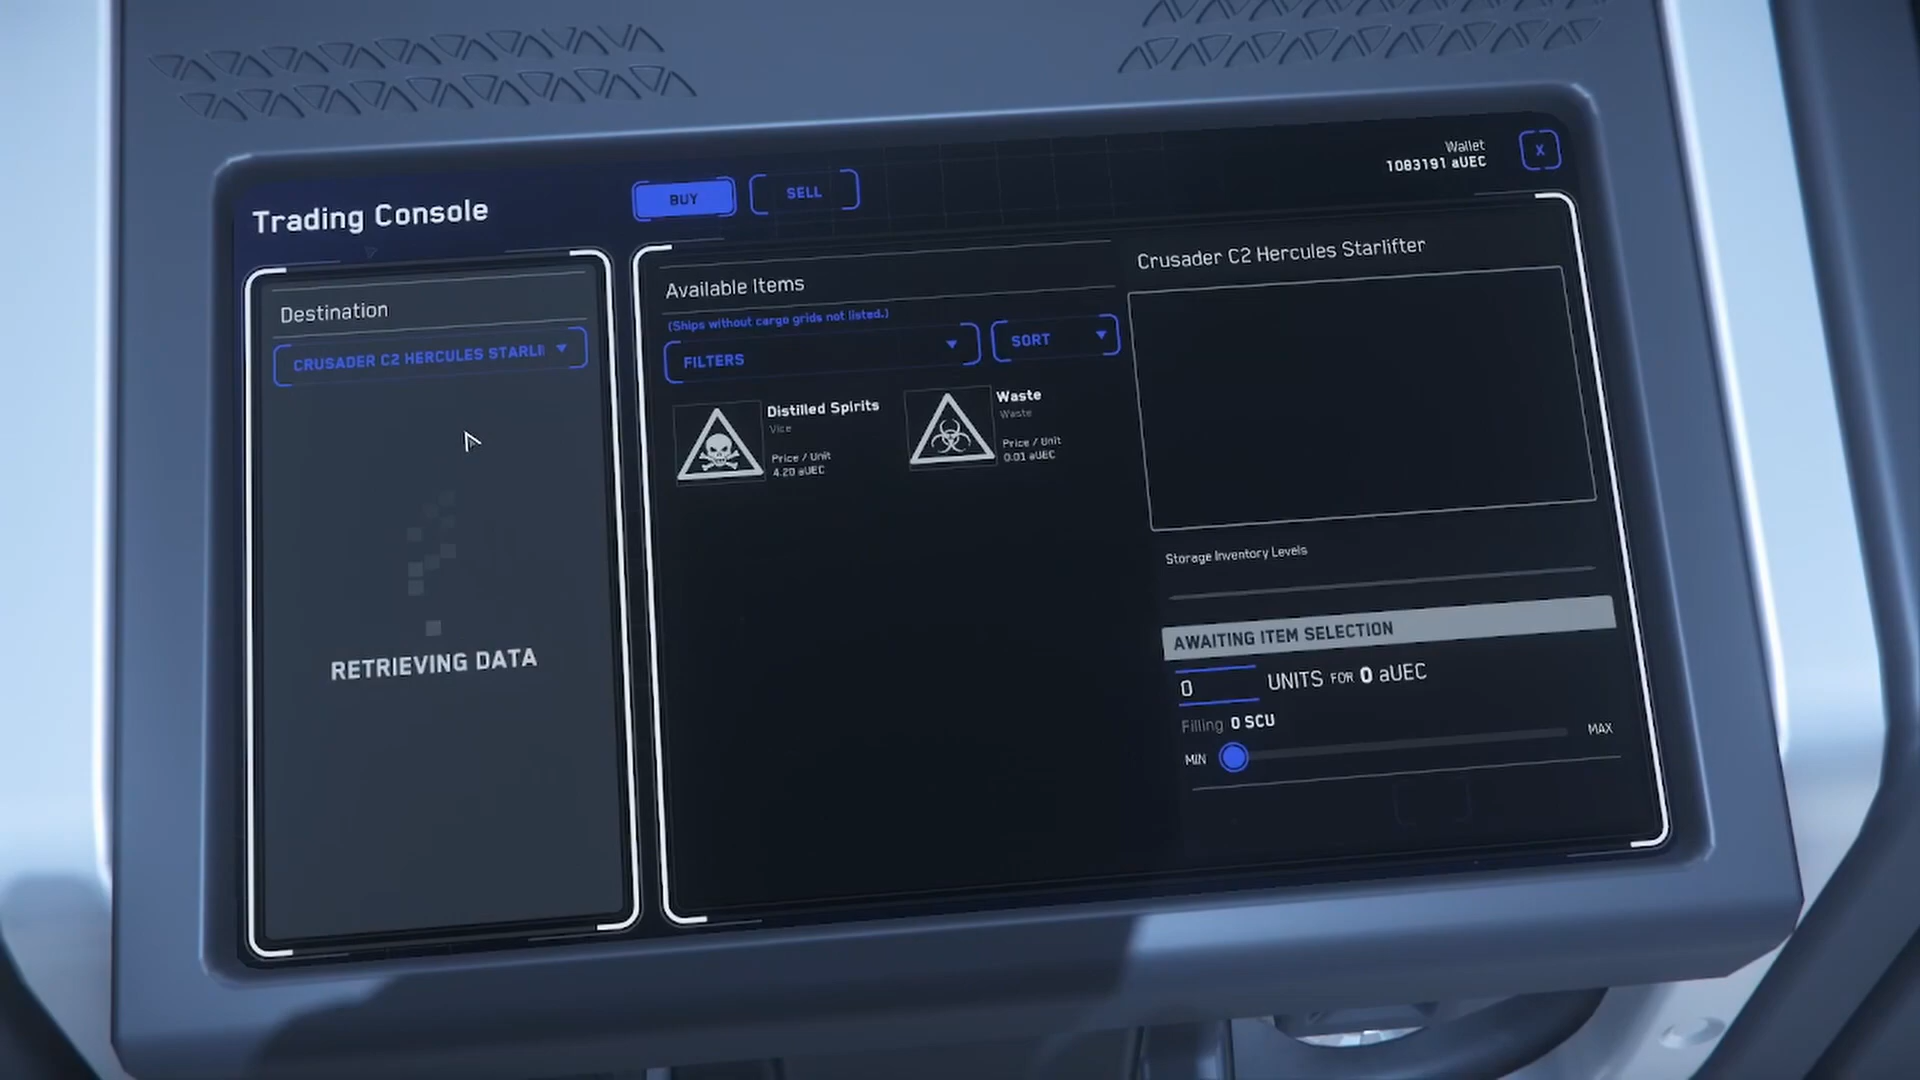 Trading Console
BUY
SELL
Wallet
1083191 aUEC
X
Destination
CRUSADER C2 HERCULES STARLI
RETRIEVING DATA
Available Items
(Ships without cargo grids not listed.)
FILTERS
SORT
Distilled Spirits
Vice
Price / Unit
4.20 aUEC
Waste
Waste
Price / Unit
0.01 aUEC
Crusader C2 Hercules Starlifter
Storage Inventory Levels
AWAITING ITEM SELECTION
0 UNITS FOR 0 aUEC
Filling 0 SCU
MIN
MAX